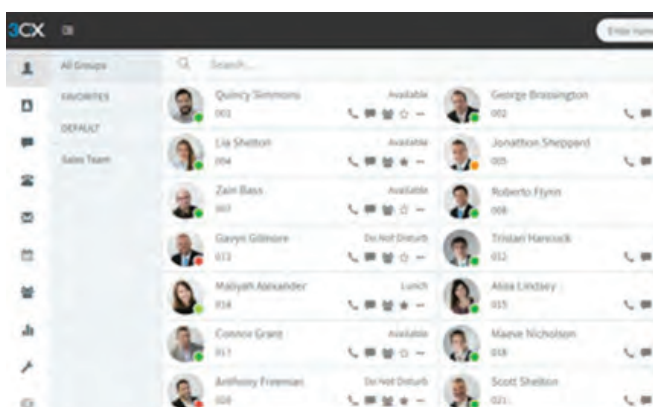 3CX
Enter name
All Groups
FAVORITES
DEFAULT
Sales Team
Search...
Quincy Simmons
Available
George Brassington
002
Lia Shelton
Available
Jonathon Sheppard
004
005
Zain Bass
Available
Roberto Flynn
007
008
Gavyn Gilmore
Do Not Disturb
Tristan Hancock
013
012
Maliyah Alexander
Lunch
Aliza Lindsey
014
015
Connor Grant
Available
Maeve Nicholson
017
018
Anthony Freeman
Do Not Disturb
Scott Shelton
020
021